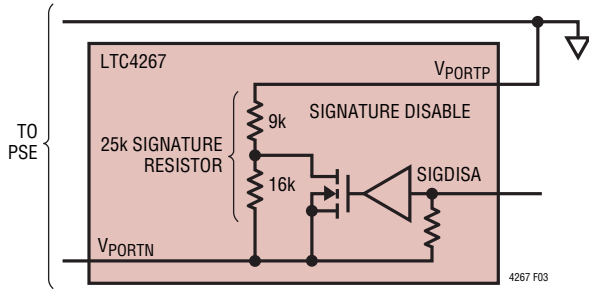 LTC4267
VPORTP
9k
SIGNATURE DISABLE
TO
PSE
25k SIGNATURE
RESISTOR
16k
SIGDISA
VPORTN
4267 F03